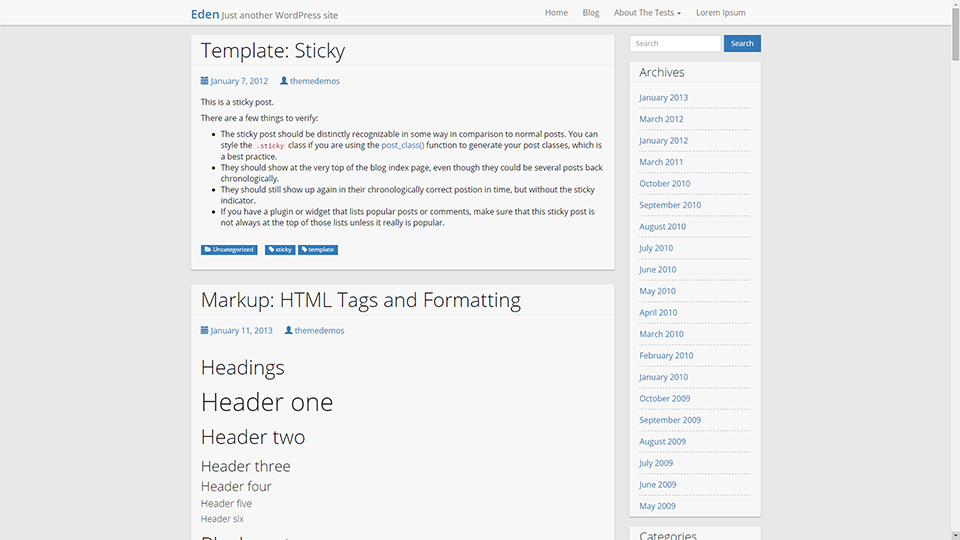 Eden Just another WordPress site
Home Blog About The Tests Lorem Ipsum
Template: Sticky
January 7, 2012 themedemos
This is a sticky post.
There are a few things to verify:
The sticky post should be distinctly recognizable in some way in comparison to normal posts. You can
style the .sticky class if you are using the post_class() function to generate your post classes, which is
a best practice.
They should show at the very top of the blog index page, even though they could be several posts back
chronologically.
They should still show up again in their chronologically correct postion in time, but without the sticky
indicator.
If you have a plugin or widget that lists popular posts or comments, make sure that this sticky post is
not always at the top of those lists unless it really is popular.
Uncategorized sticky template
Markup: HTML Tags and Formatting
January 11, 2013 themedemos
Headings
Header one
Header two
Header three
Header four
Header five
Header six
Search Search
Archives
January 2013
March 2012
January 2012
March 2011
October 2010
September 2010
August 2010
July 2010
June 2010
May 2010
April 2010
March 2010
February 2010
January 2010
October 2009
September 2009
August 2009
July 2009
June 2009
May 2009
Categories